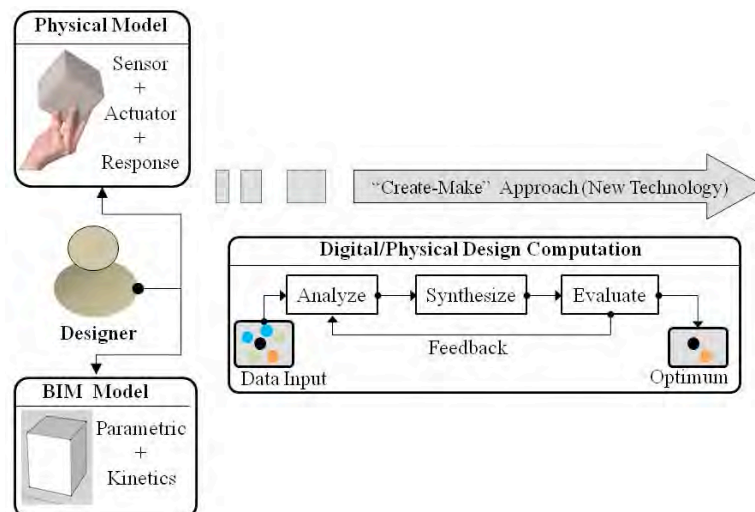 Physical Model
Sensor
+
Actuator
+
Response
“Create-Make” Approach (New Technology)
Designer
Digital/Physical Design Computation
Analyze
Synthesize
Evaluate
Feedback
Data Input
Optimum
BIM Model
Parametric
+
Kinetics